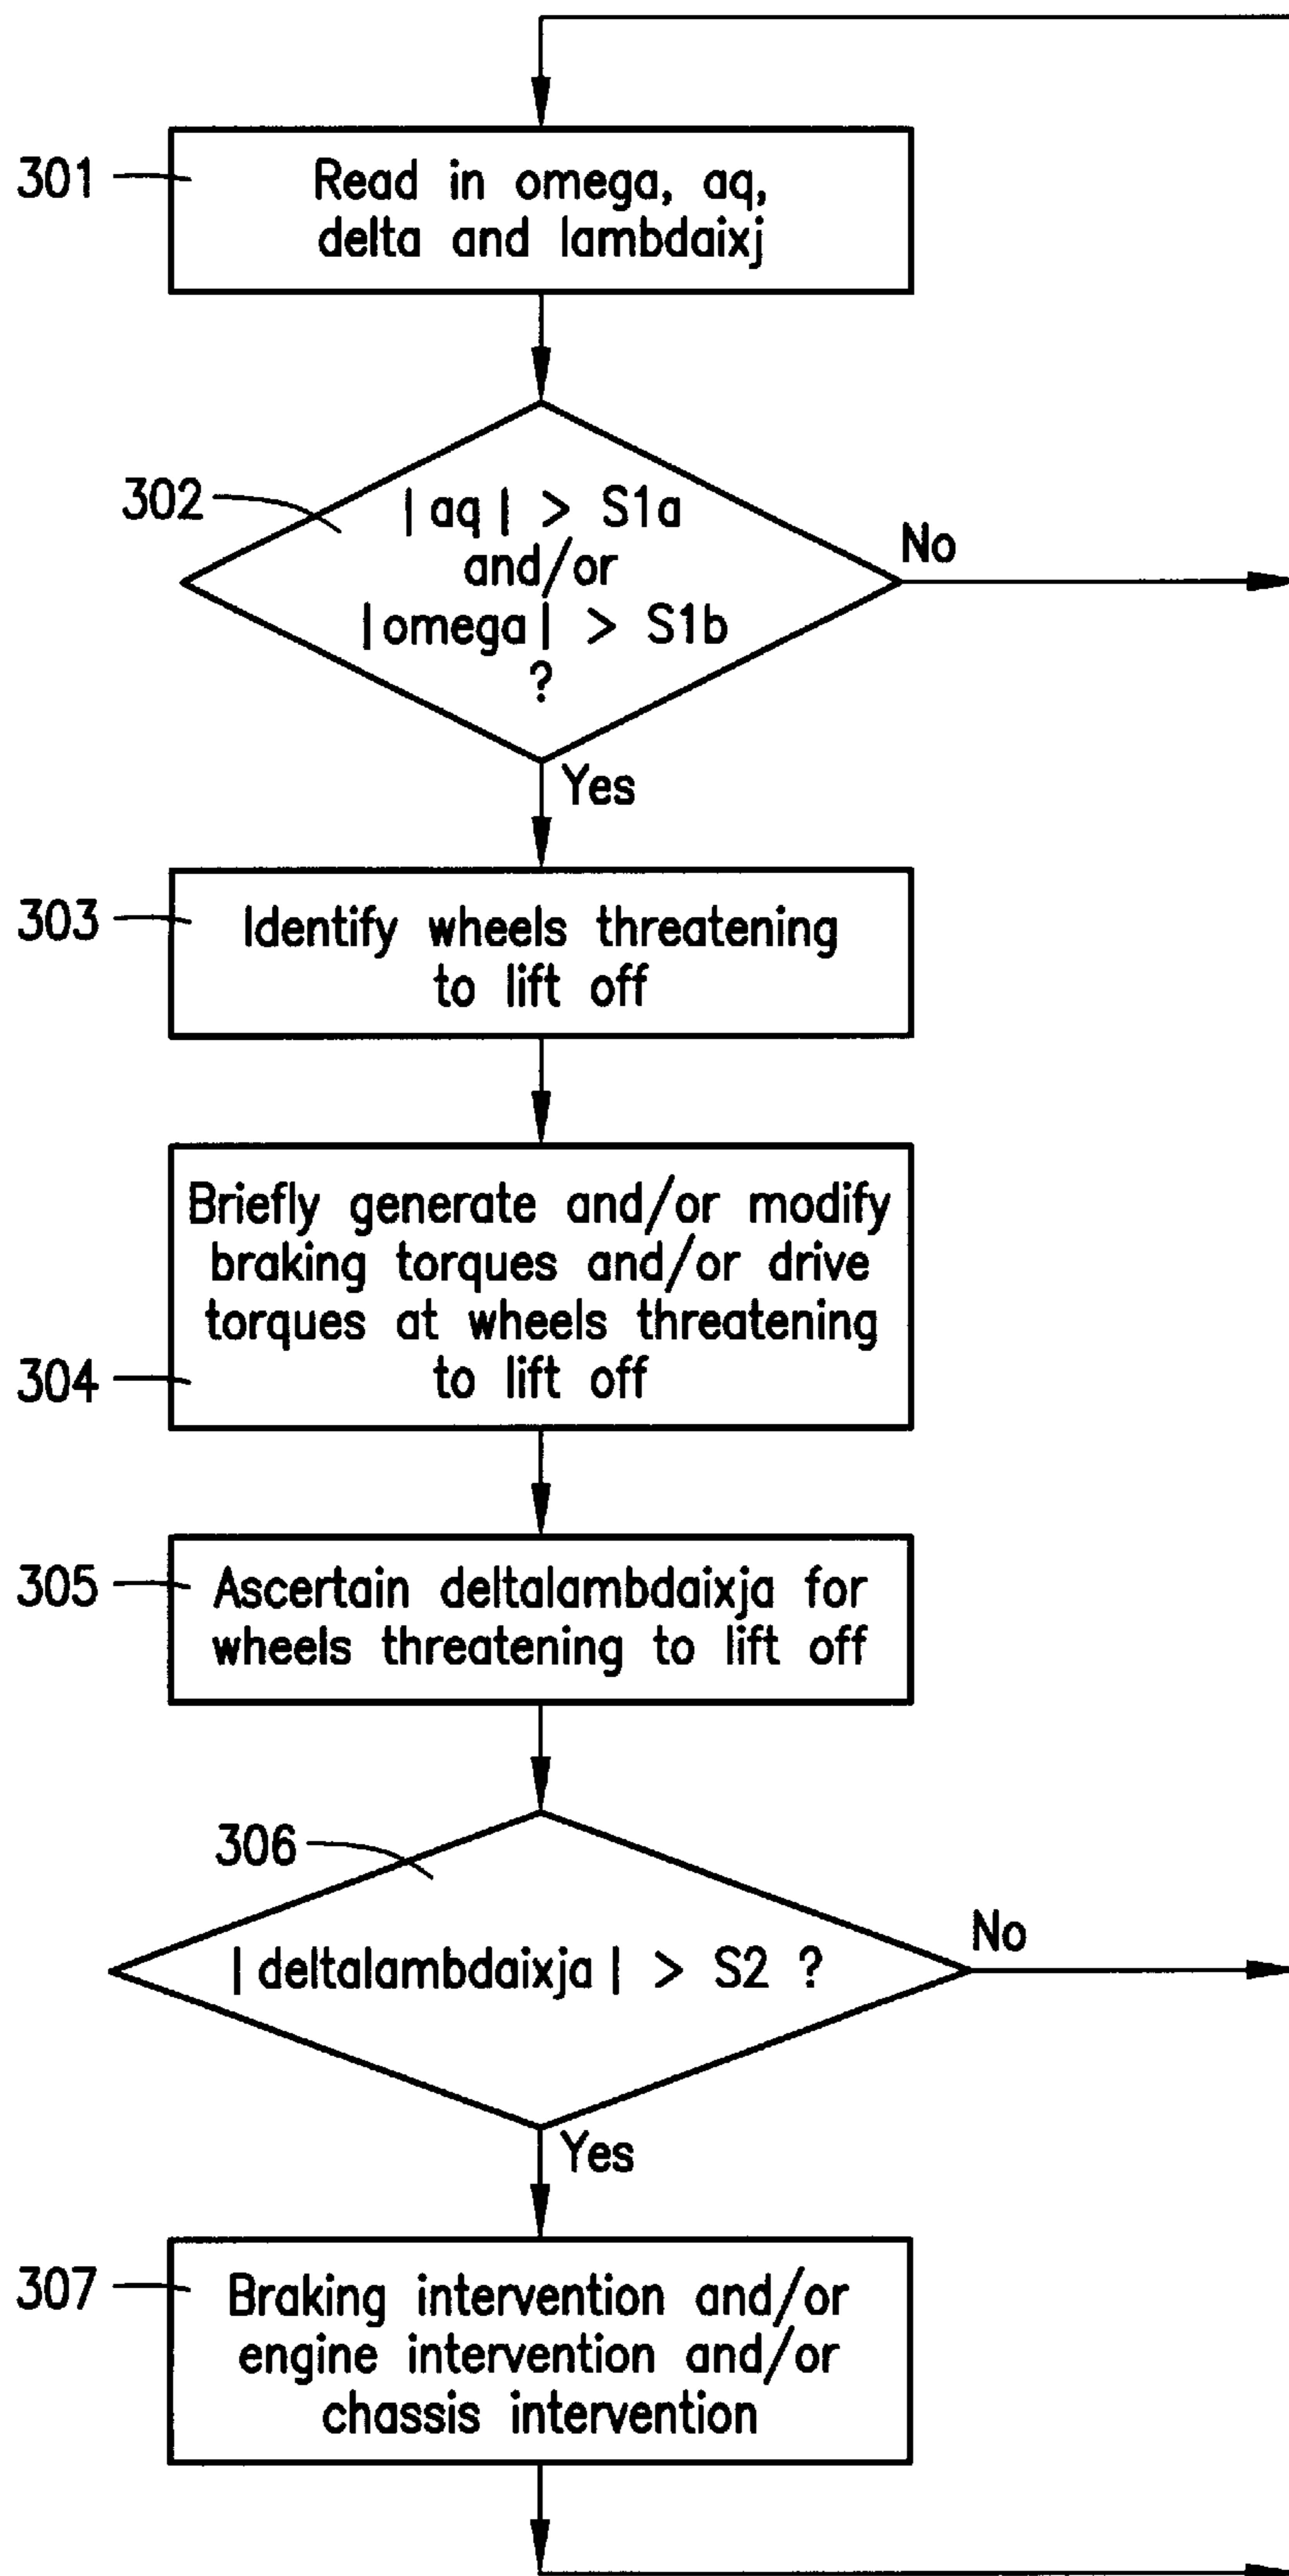 301
Read in omega, aq,
delta and lambdaixj
302
|aq| > S1a
and/or
|omega| > S1b
?
No
Yes
303
Identify wheels threatening
to lift off
Briefly generate and/or modify
braking torques and/or drive
torques at wheels threatening
to lift off
304
305
Ascertain deltalambdaixja for
wheels threatening to lift off
306
|deltalambdaixja| > S2 ?
No
Yes
307
Braking intervention and/or
engine intervention and/or
chassis intervention